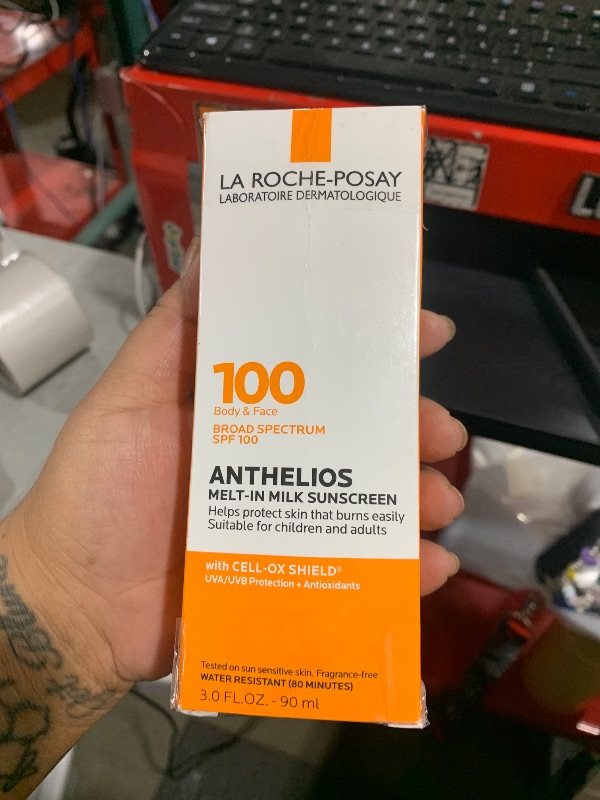 LA ROCHE-POSAY
LABORATOIRE DERMATOLOGIQUE
100
Body & Face
BROAD SPECTRUM
SPF 100
ANTHELIOS
MELT-IN MILK SUNSCREEN
Helps protect skin that burns easily
Suitable for children and adults
with CELL-OX SHIELD®
UVA/UVB Protection + Antioxidants
Tested on sun sensitive skin. Fragrance-free
WATER RESISTANT (80 MINUTES)
3.0 FL.OZ. - 90 ml